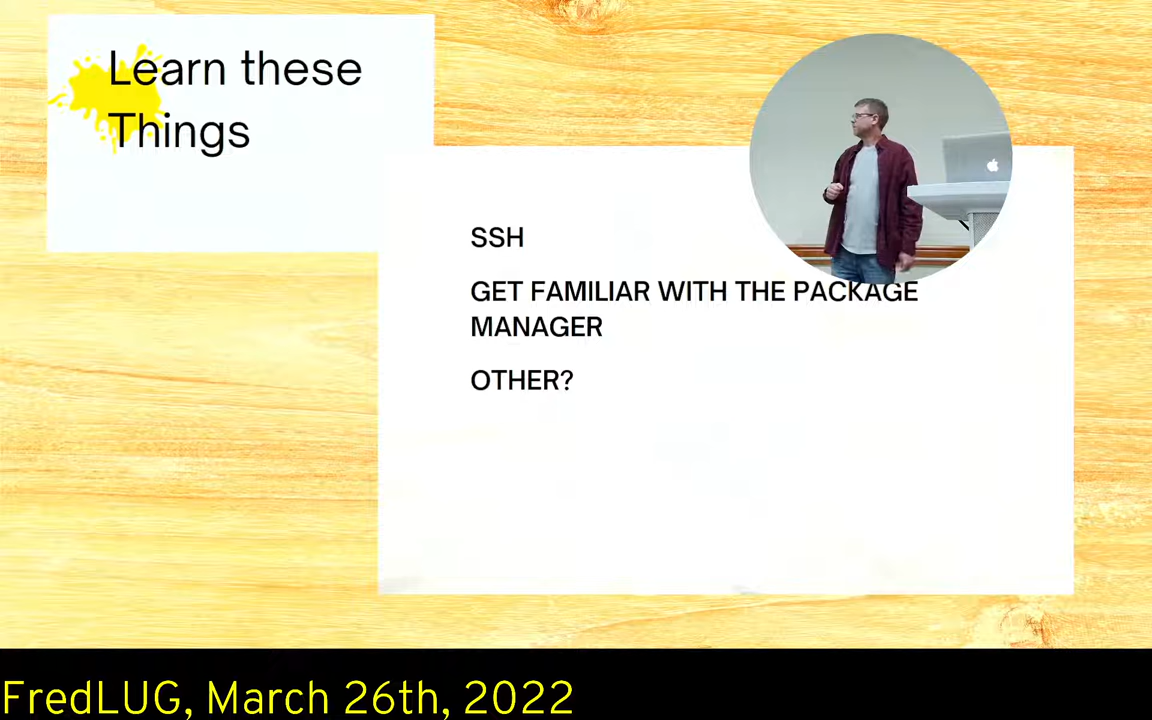 Learn these
Things
SSH
GET FAMILIAR WITH THE PACKAGE
MANAGER
OTHER?
FredLUG, March 26th, 2022